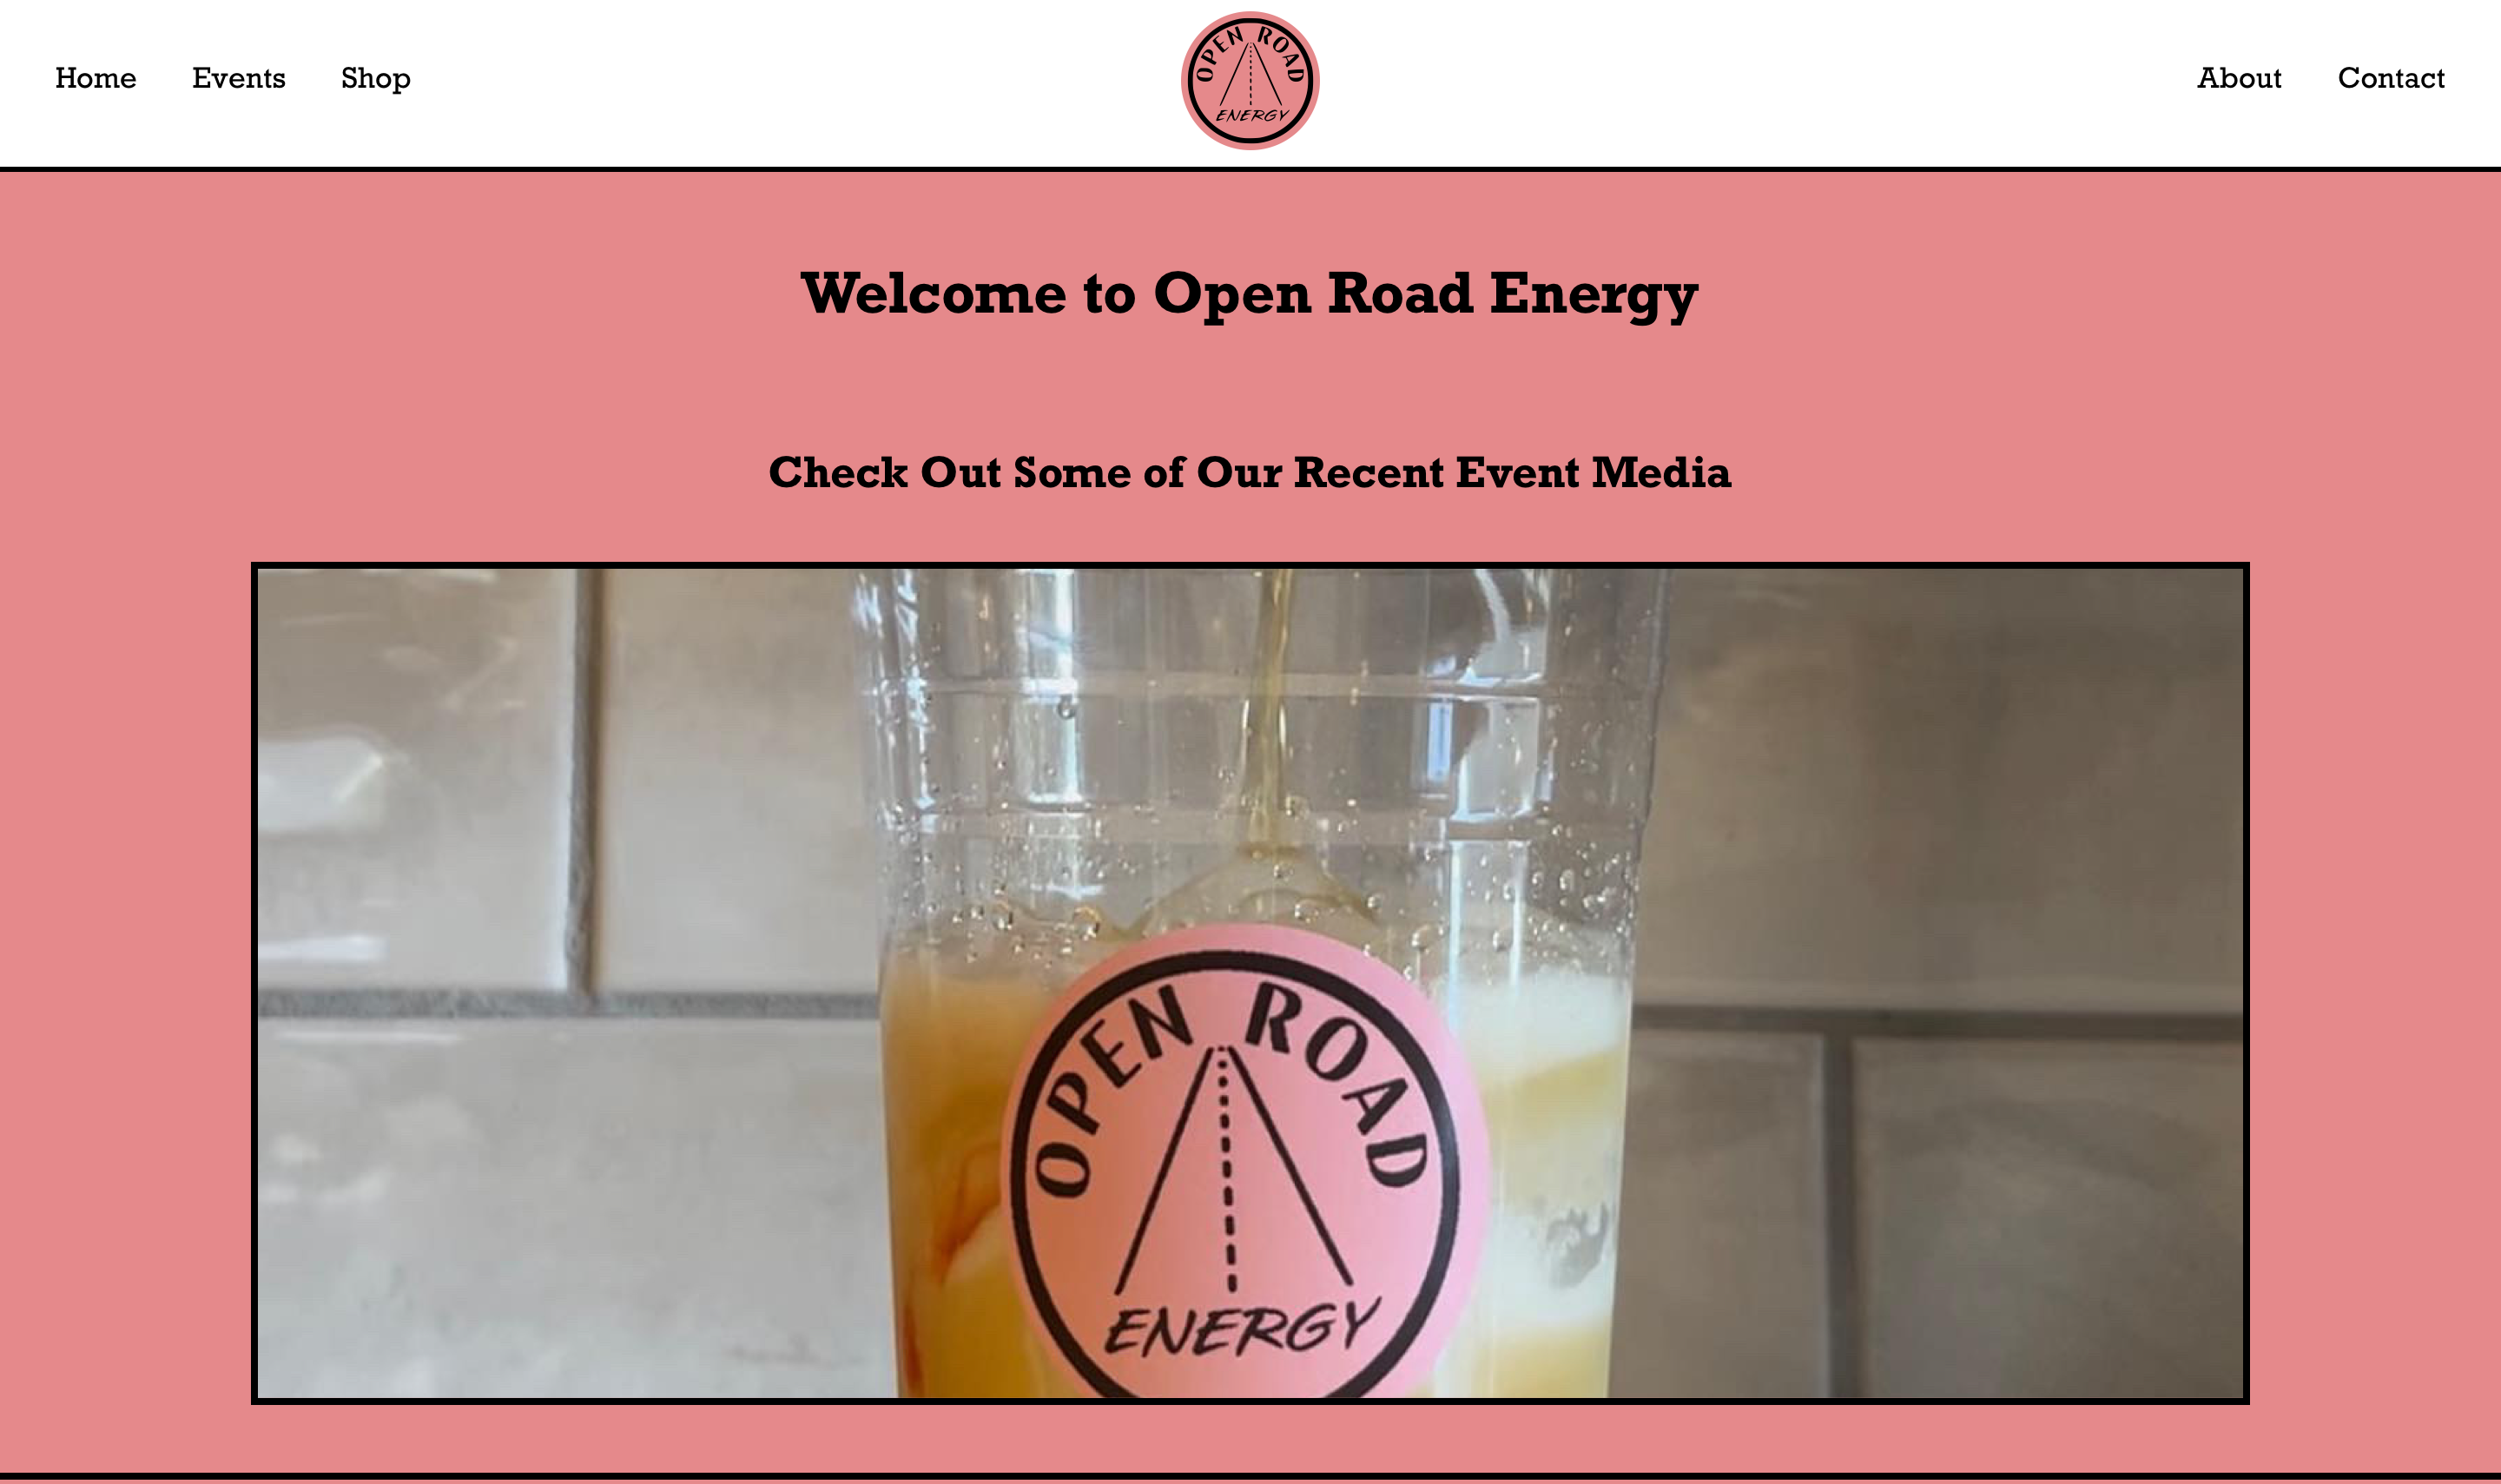 Home Events Shop
OPEN ROAD
ENERGY
About Contact
Welcome to Open Road Energy
Check Out Some of Our Recent Event Media
OPEN ROAD
ENERGY